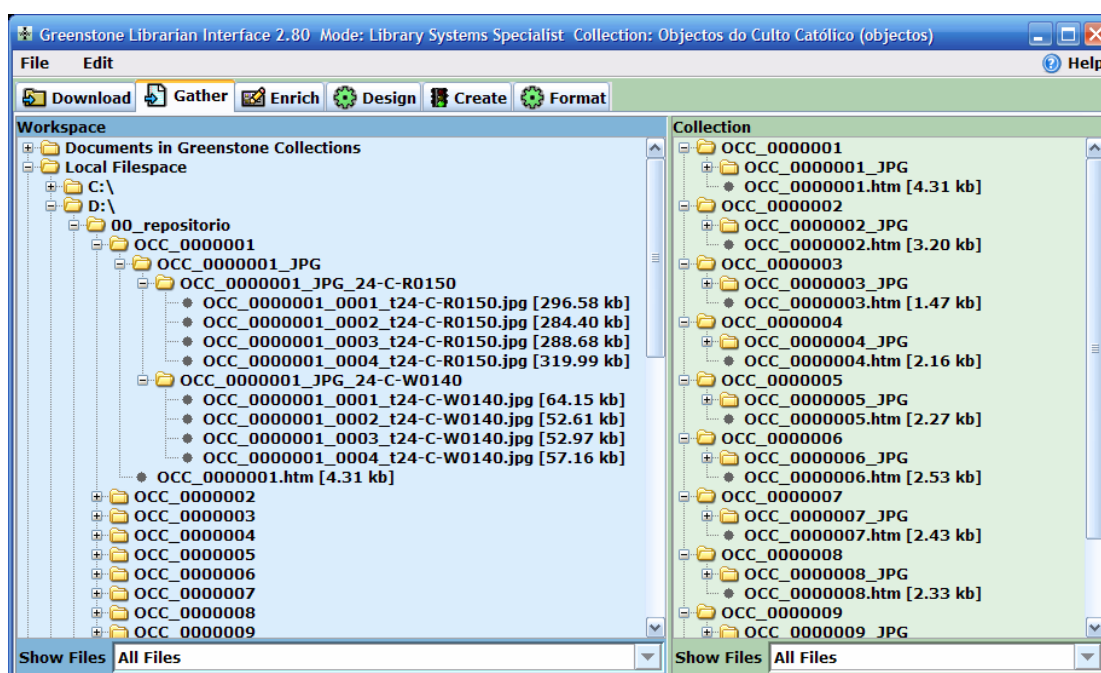 Greenstone Librarian Interface 2.80 Mode: Library Systems Specialist Collection: Objectos do Culto Católico (objectos)
File Edit Help
Download Gather Enrich Design Create Format
Workspace
Documents in Greenstone Collections
Local Filespace
C:\
D:\
00_repositorio
OCC_0000001
OCC_0000001_JPG
OCC_0000001_JPG_24-C-R0150
OCC_0000001_0001_t24-C-R0150.jpg [296.58 kb]
OCC_0000001_0002_t24-C-R0150.jpg [284.40 kb]
OCC_0000001_0003_t24-C-R0150.jpg [288.68 kb]
OCC_0000001_0004_t24-C-R0150.jpg [319.99 kb]
OCC_0000001_JPG_24-C-W0140
OCC_0000001_0001_t24-C-W0140.jpg [64.15 kb]
OCC_0000001_0002_t24-C-W0140.jpg [52.61 kb]
OCC_0000001_0003_t24-C-W0140.jpg [52.97 kb]
OCC_0000001_0004_t24-C-W0140.jpg [57.16 kb]
OCC_0000001.htm [4.31 kb]
OCC_0000002
OCC_0000003
OCC_0000004
OCC_0000005
OCC_0000006
OCC_0000007
OCC_0000008
OCC_0000009
Show Files All Files
Collection
OCC_0000001
OCC_0000001_JPG
OCC_0000001.htm [4.31 kb]
OCC_0000002
OCC_0000002_JPG
OCC_0000002.htm [3.20 kb]
OCC_0000003
OCC_0000003_JPG
OCC_0000003.htm [1.47 kb]
OCC_0000004
OCC_0000004_JPG
OCC_0000004.htm [2.16 kb]
OCC_0000005
OCC_0000005_JPG
OCC_0000005.htm [2.27 kb]
OCC_0000006
OCC_0000006_JPG
OCC_0000006.htm [2.53 kb]
OCC_0000007
OCC_0000007_JPG
OCC_0000007.htm [2.43 kb]
OCC_0000008
OCC_0000008_JPG
OCC_0000008.htm [2.33 kb]
OCC_0000009
OCC_0000009_JPG
Show Files All Files